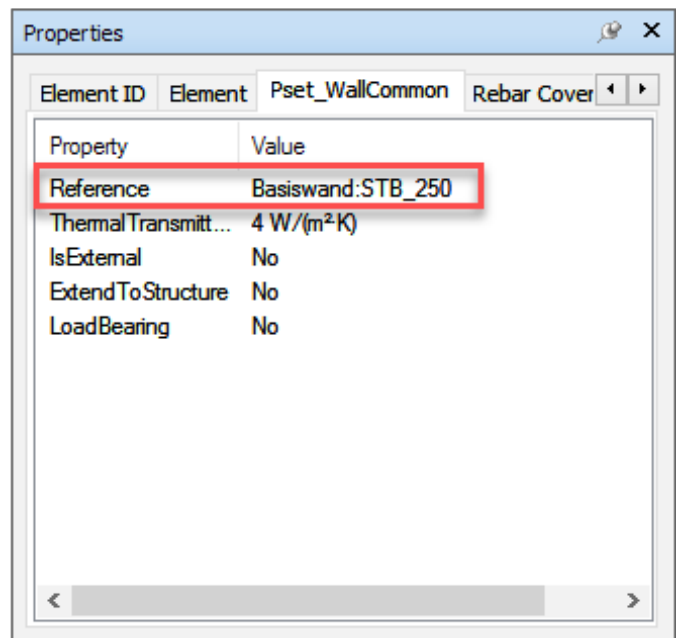 Properties
Element ID Element Pset_WallCommon Rebar Cover
Property Value
Reference Basiswand:STB_250
ThermalTransmitt... 4 W/(m²·K)
IsExternal No
ExtendToStructure No
LoadBearing No